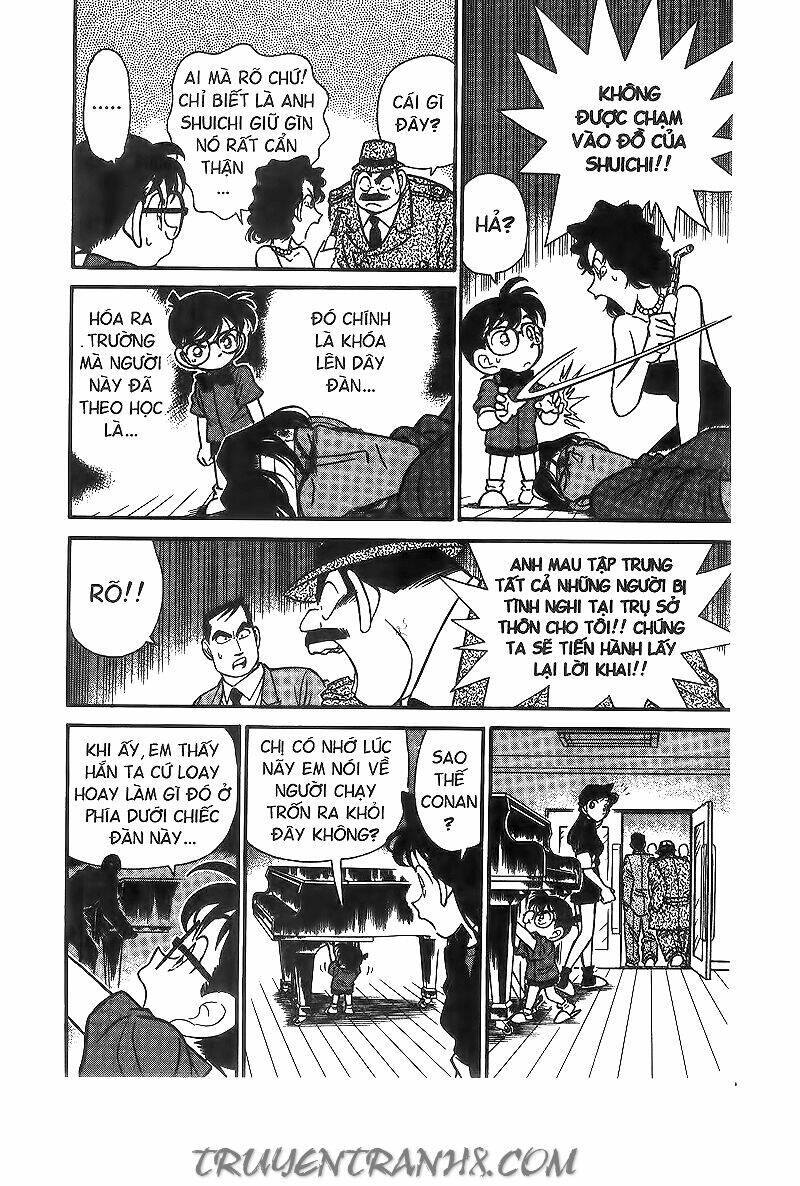 KHÔNG
ĐƯỢC CHẠM
VÀO ĐỒ CỦA
SHUICHI!!
HẢ?
CÁI GÌ
ĐÂY?
AI MÀ RÕ CHỨ!
CHỈ BIẾT LÀ ANH
SHUICHI GIỮ GÌN
NÓ RẤT CẨN
THẬN
...
.....
ĐÓ CHÍNH
LÀ KHÓA
LÊN DÂY
ĐÀN...
HÓA RA
TRƯỜNG
MÀ NGƯỜI
NÀY ĐÃ
THEO HỌC
LÀ...
ANH MAU TẬP TRUNG
TẤT CẢ NHỮNG NGƯỜI BỊ
TÌNH NGHI TẠI TRỤ SỞ
THÔN CHO TÔI!! CHÚNG
TA SẼ TIẾN HÀNH LẤY
LẠI LỜI KHAI!!
RÕ!!
SAO
THẾ
CONAN
?
CHỊ CÓ NHỚ LÚC
NÃY EM NÓI VỀ
NGƯỜI CHẠY
TRỐN RA KHỎI
ĐÂY KHÔNG?
KHI ẤY, EM THẤY
HẮN TA CỨ LOAY
HOAY LÀM GÌ ĐÓ Ở
PHÍA DƯỚI CHIẾC
ĐÀN NÀY...
TRUYENTRANH8.COM